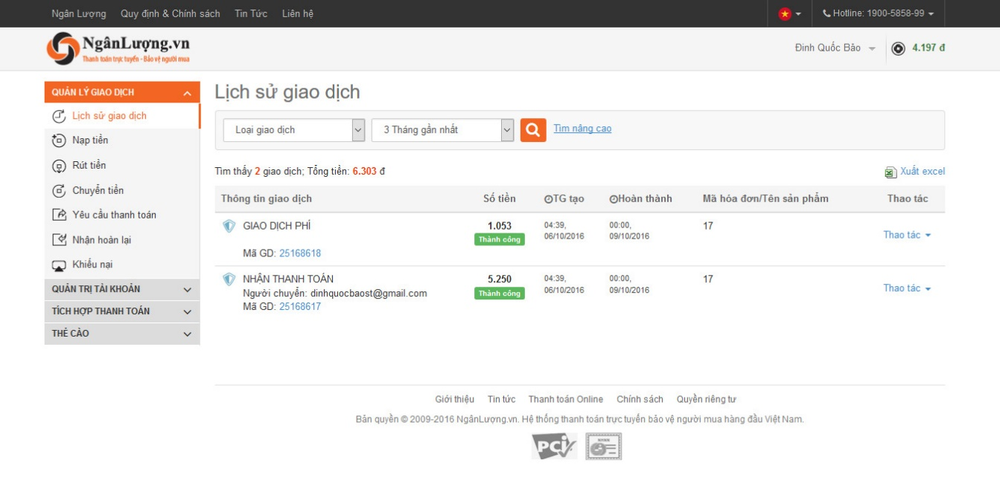 Ngân Lượng Quy định & Chính sách Tin Tức Liên hệ Hotline: 1900-5858-99
NgânLượng.vn
Thanh toán trực tuyến - Bảo vệ người mua
Đinh Quốc Bảo 4.197 đ
QUẢN LÝ GIAO DỊCH
Lịch sử giao dịch
Nạp tiền
Rút tiền
Chuyển tiền
Yêu cầu thanh toán
Nhận hoàn lại
Khiếu nại
QUẢN TRỊ TÀI KHOẢN
TÍCH HỢP THANH TOÁN
THẺ CÀO
Lịch sử giao dịch
Loại giao dịch 3 Tháng gần nhất Tìm nâng cao
Tìm thấy 2 giao dịch; Tổng tiền: 6.303 đ Xuất excel
Thông tin giao dịch Số tiền TG tạo Hoàn thành Mã hóa đơn/Tên sản phẩm Thao tác
GIAO DỊCH PHÍ 1.053 04:39, 00:00, 17
Thành công 06/10/2016 09/10/2016 Thao tác
Mã GD: 25168618
NHẬN THANH TOÁN 5.250 04:39, 00:00, 17
Người chuyển: dinhquocbaost@gmail.com Thành công 06/10/2016 09/10/2016 Thao tác
Mã GD: 25168617
Giới thiệu Tin tức Thanh toán Online Chính sách Quyền riêng tư
Bản quyền © 2009-2016 NgânLượng.vn. Hệ thống thanh toán trực tuyến bảo vệ người mua hàng đầu Việt Nam.
PCI